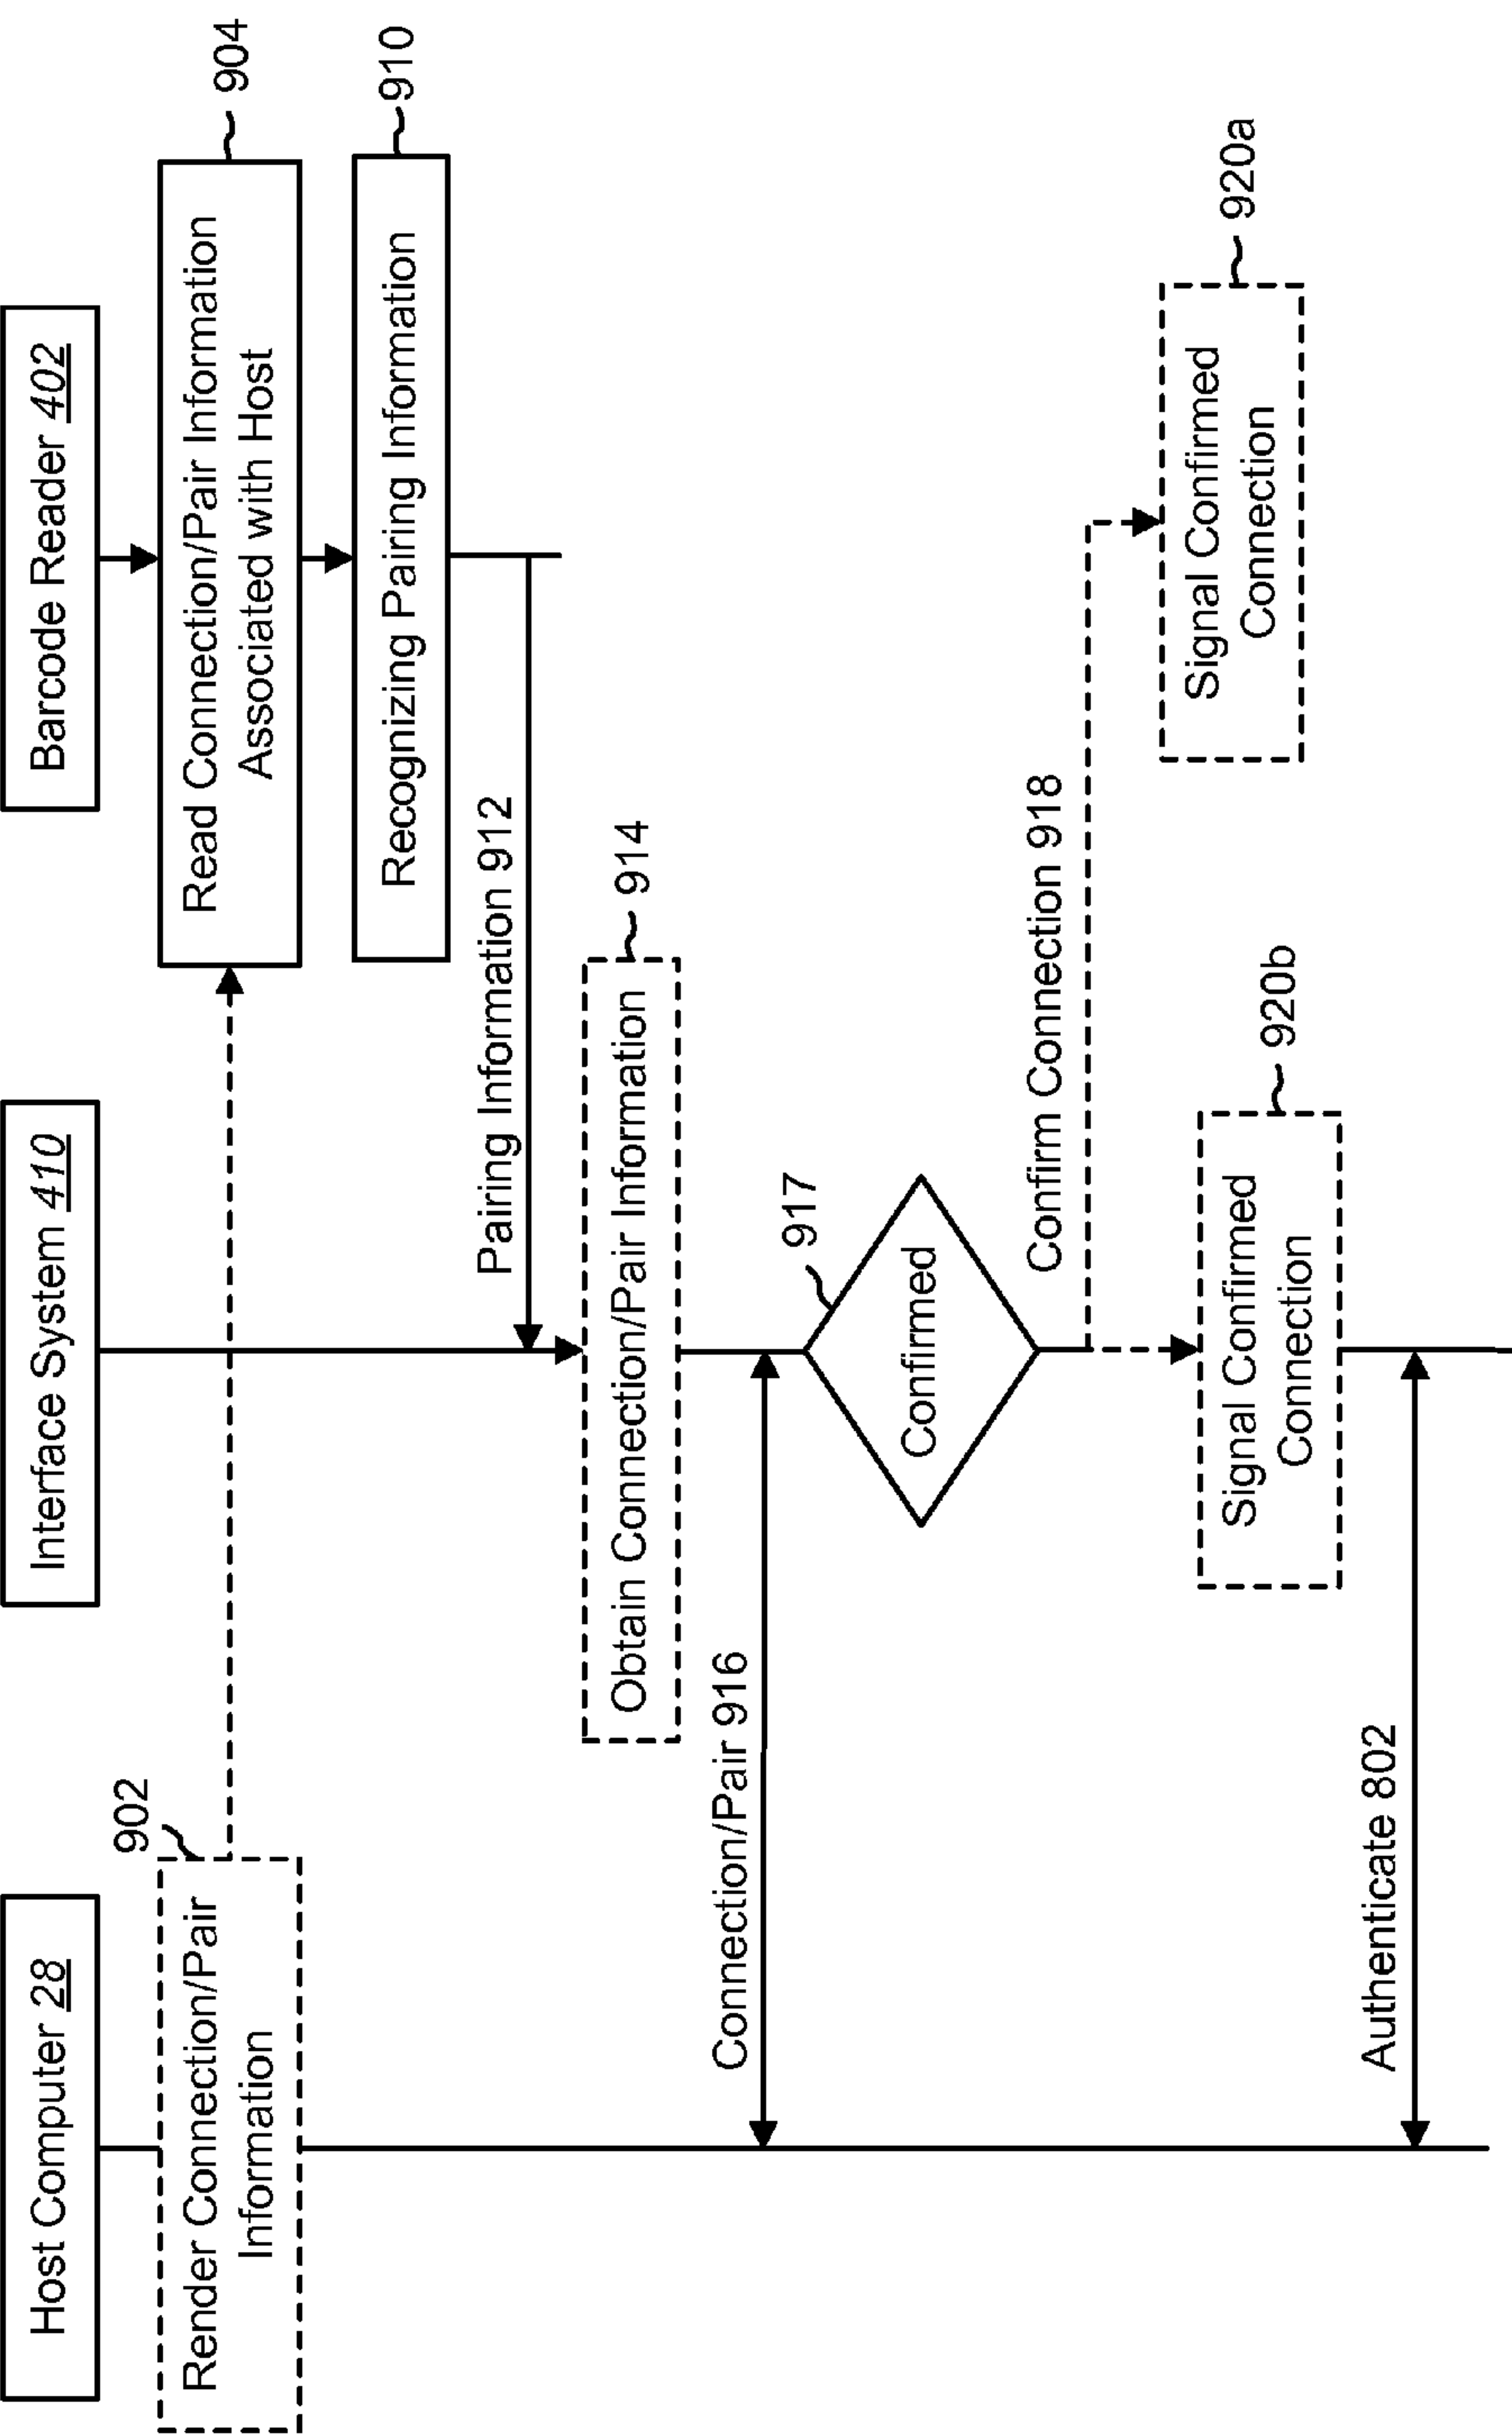 Host Computer 28
Interface System 410
Barcode Reader 402
902
Render Connection/Pair
Information
Read Connection/Pair Information
Associated with Host
904
Recognizing Pairing Information
910
Pairing Information 912
Obtain Connection/Pair Information
914
Connection/Pair 916
917
Confirmed
Confirm Connection 918
Signal Confirmed
Connection
920a
Signal Confirmed
Connection
920b
Authenticate 802